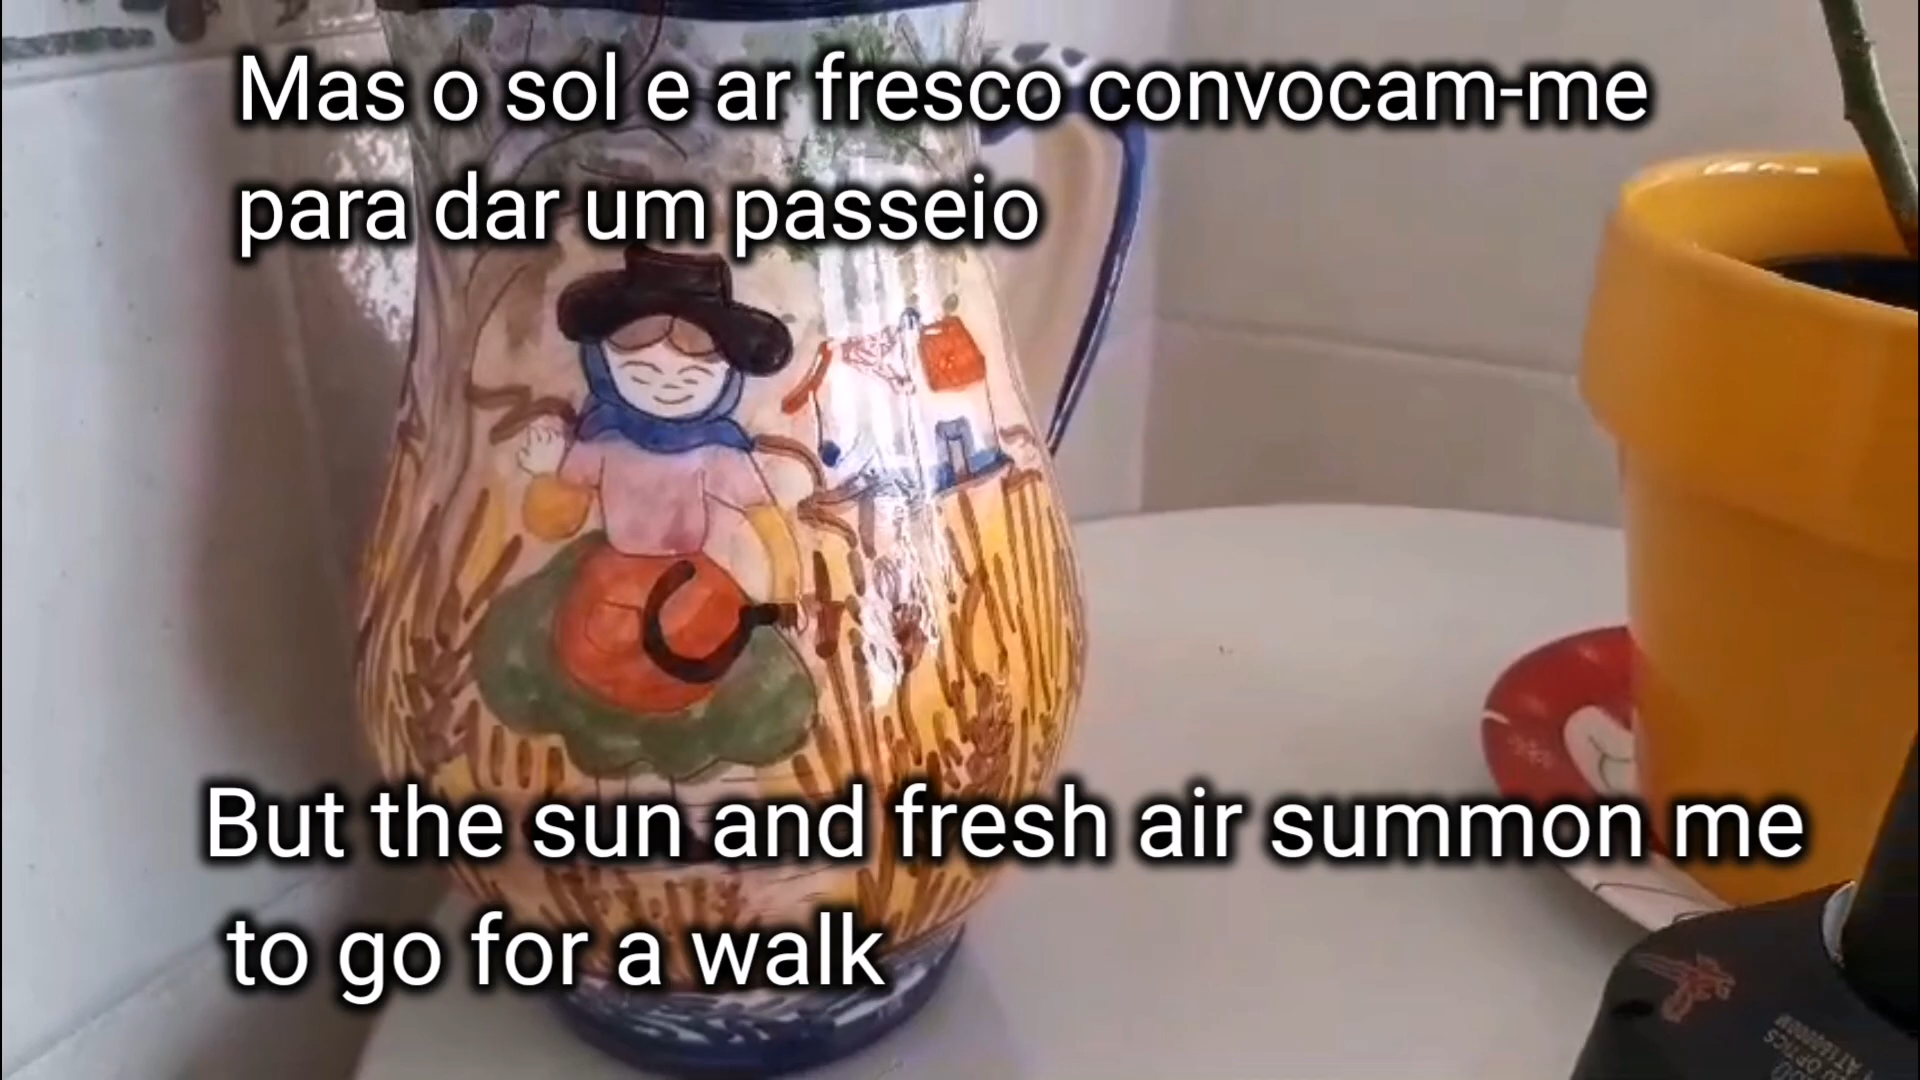 Mas o sol e ar fresco convocam-me
para dar um passeio
But the sun and fresh air summon me
to go for a walk